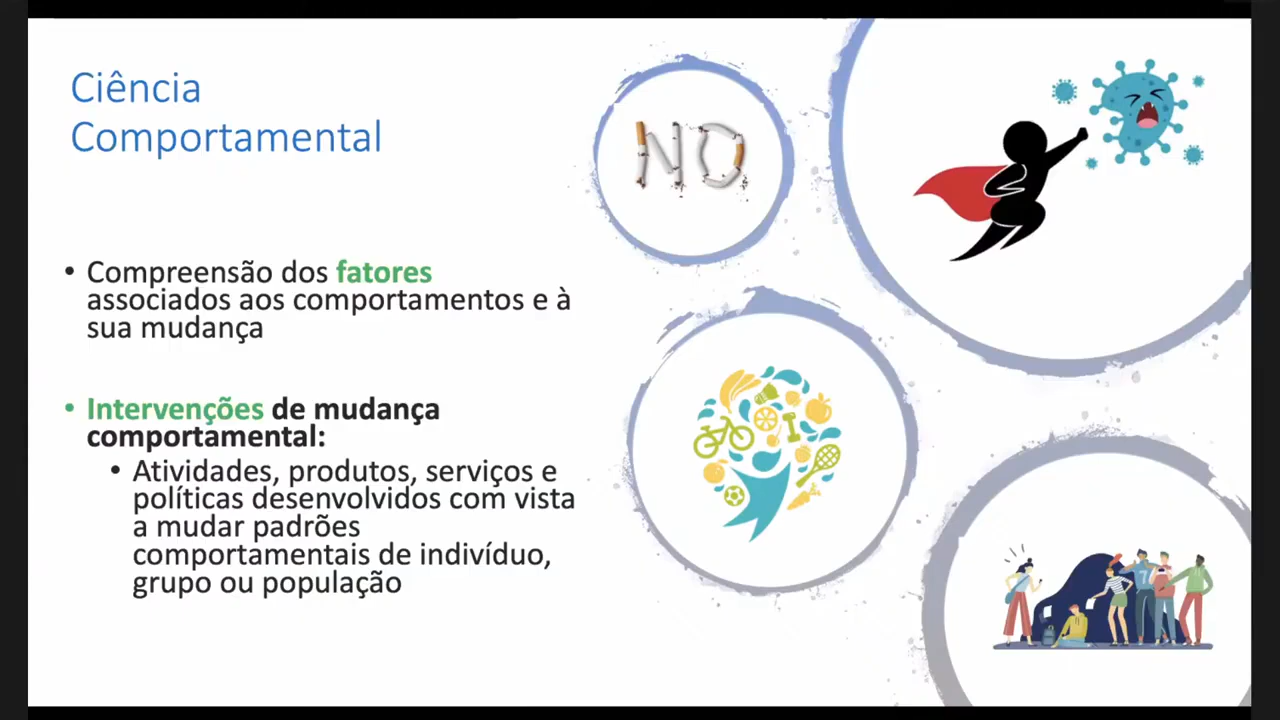 Ciência
Comportamental
• Compreensão dos fatores
associados aos comportamentos e à
sua mudança
• Intervenções de mudança
comportamental:
• Atividades, produtos, serviços e
políticas desenvolvidos com vista
a mudar padrões
comportamentais de indivíduo,
grupo ou população
NO
7